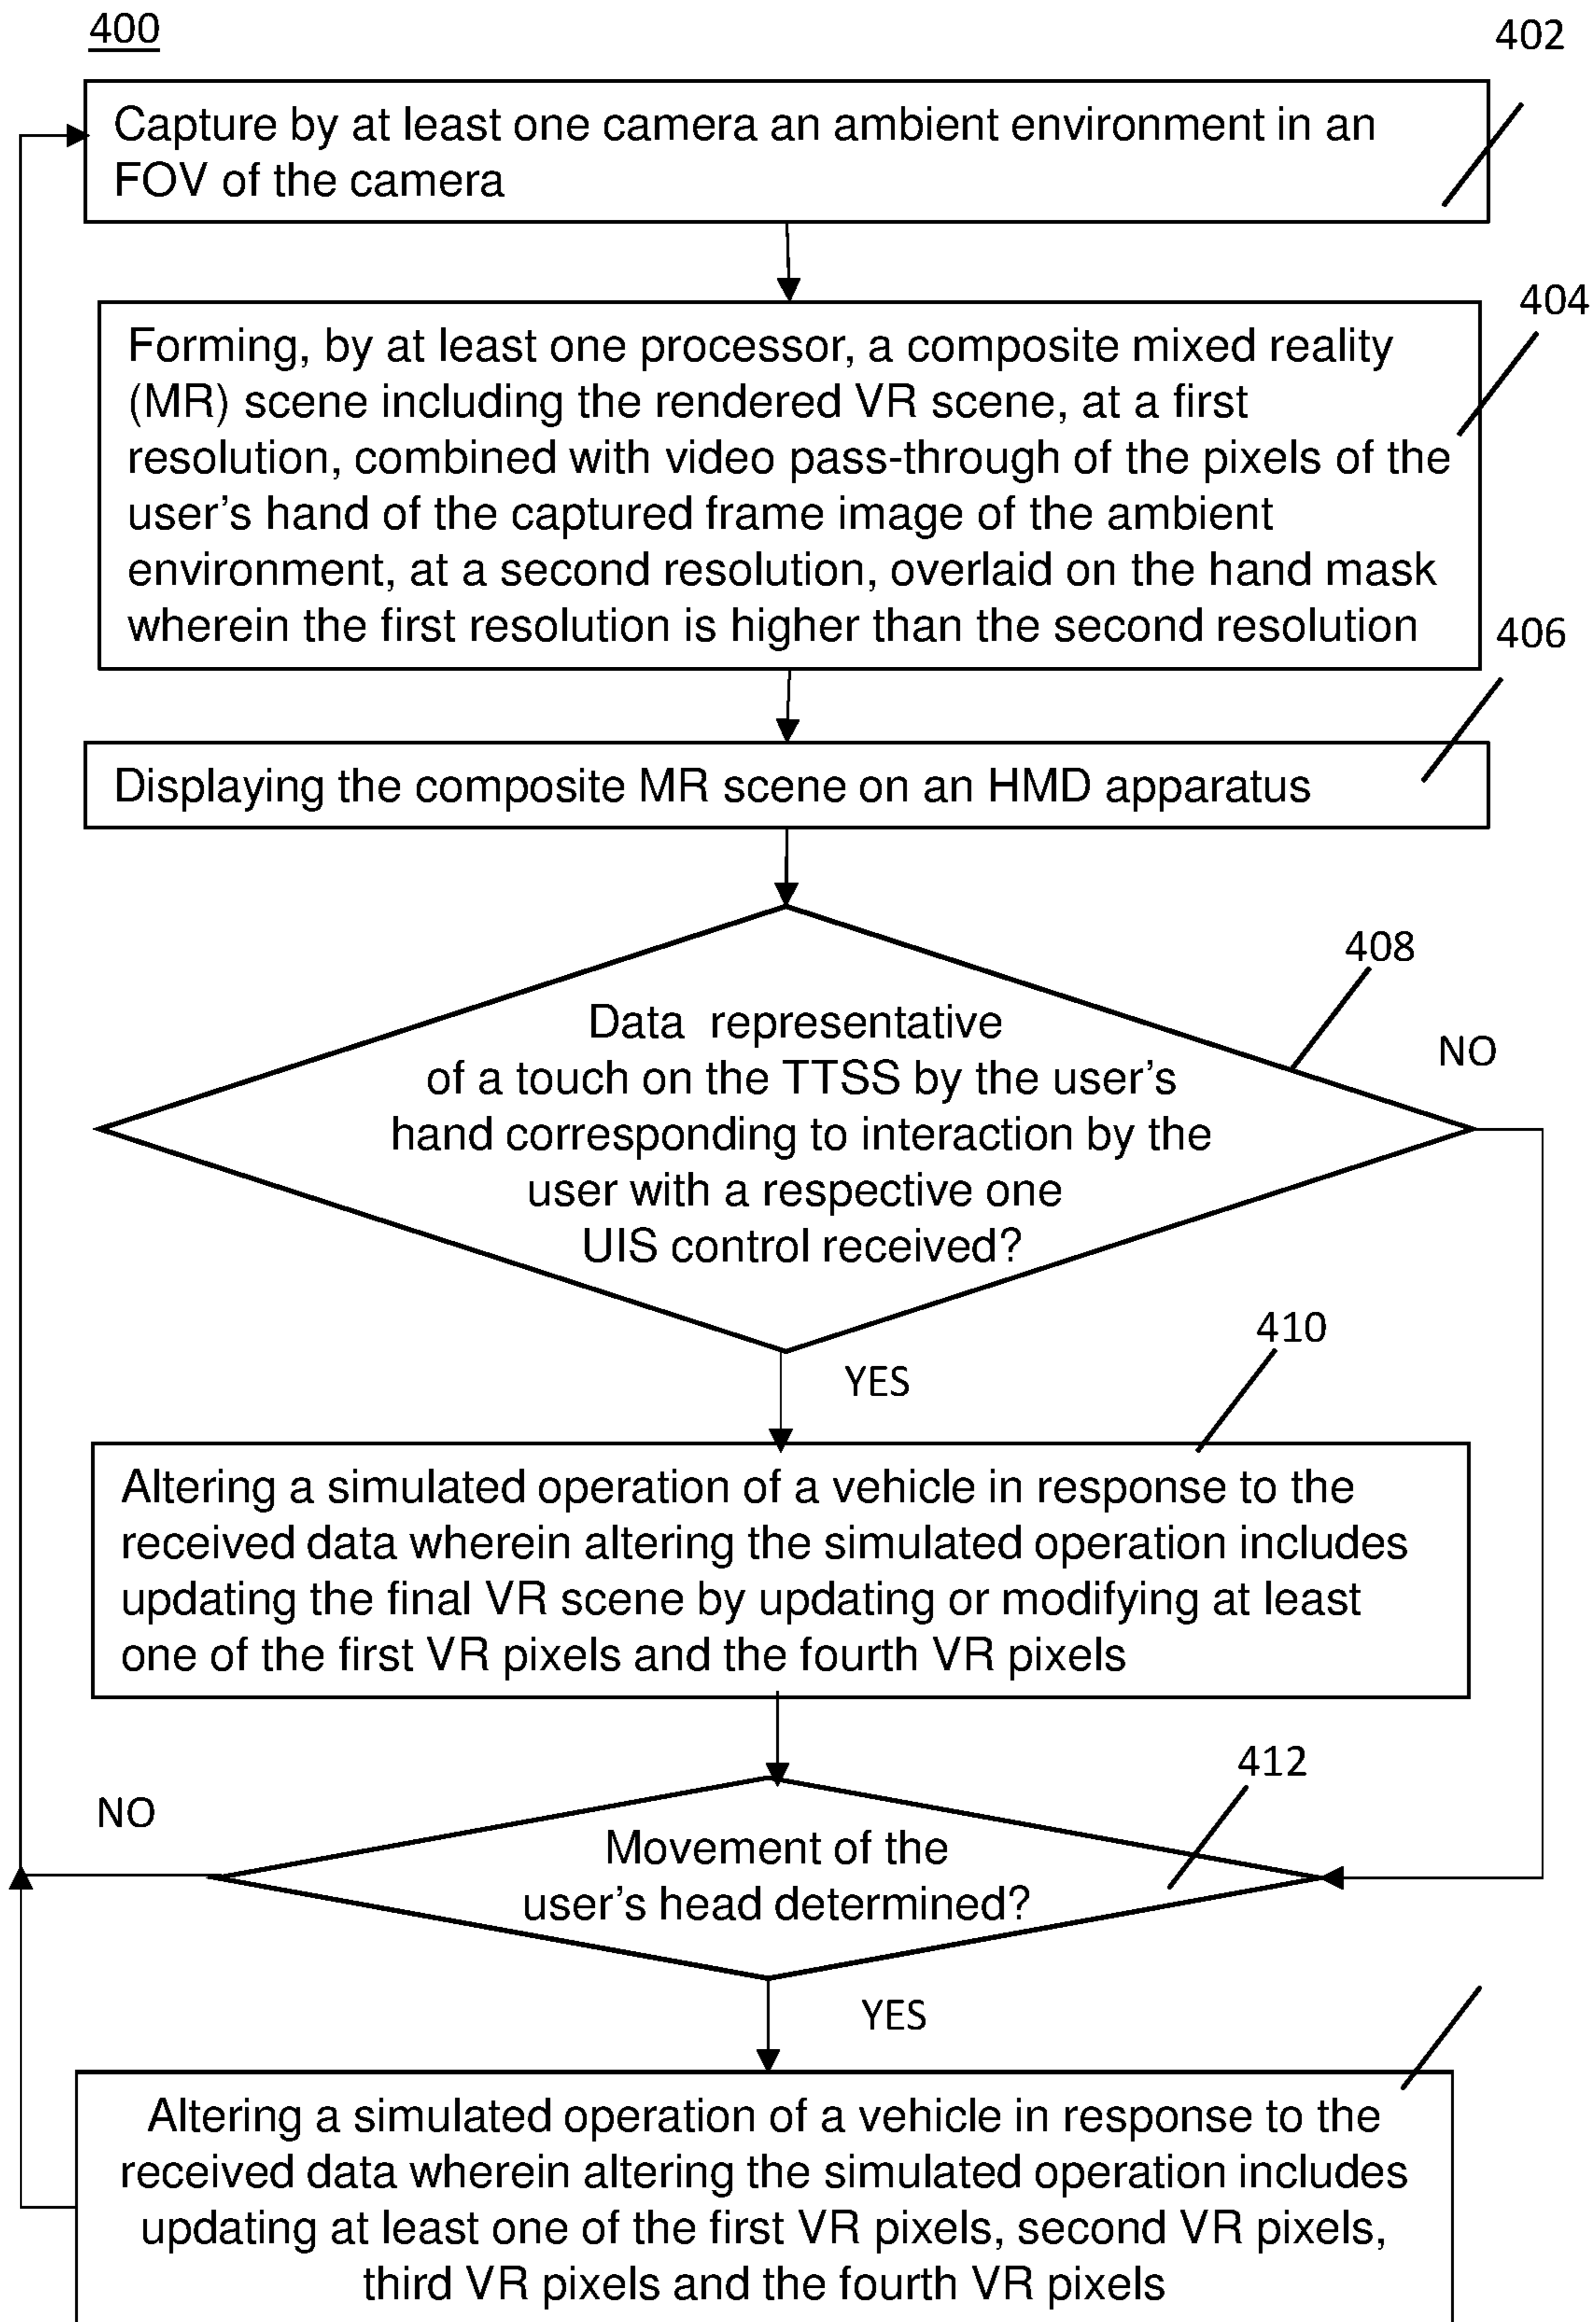 400
402
Capture by at least one camera an ambient environment in an
FOV of the camera
404
Forming, by at least one processor, a composite mixed reality
(MR) scene including the rendered VR scene, at a first
resolution, combined with video pass-through of the pixels of the
user's hand of the captured frame image of the ambient
environment, at a second resolution, overlaid on the hand mask
wherein the first resolution is higher than the second resolution
406
Displaying the composite MR scene on an HMD apparatus
408
Data representative
of a touch on the TTSS by the user's
hand corresponding to interaction by the
user with a respective one
UIS control received?
NO
YES
410
Altering a simulated operation of a vehicle in response to the
received data wherein altering the simulated operation includes
updating the final VR scene by updating or modifying at least
one of the first VR pixels and the fourth VR pixels
412
NO
Movement of the
user's head determined?
YES
Altering a simulated operation of a vehicle in response to the
received data wherein altering the simulated operation includes
updating at least one of the first VR pixels, second VR pixels,
third VR pixels and the fourth VR pixels